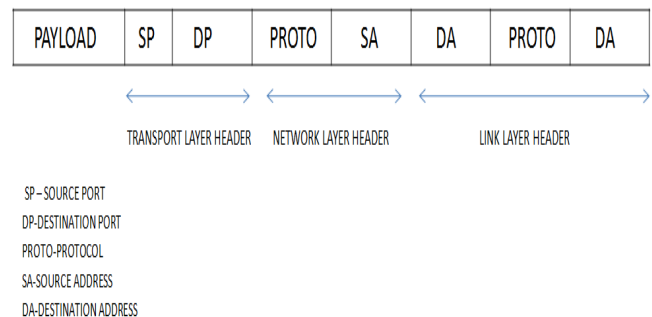 PAYLOAD SP DP PROTO SA DA PROTO DA
TRANSPORT LAYER HEADER NETWORK LAYER HEADER LINK LAYER HEADER
SP – SOURCE PORT
DP-DESTINATION PORT
PROTO-PROTOCOL
SA-SOURCE ADDRESS
DA-DESTINATION ADDRESS